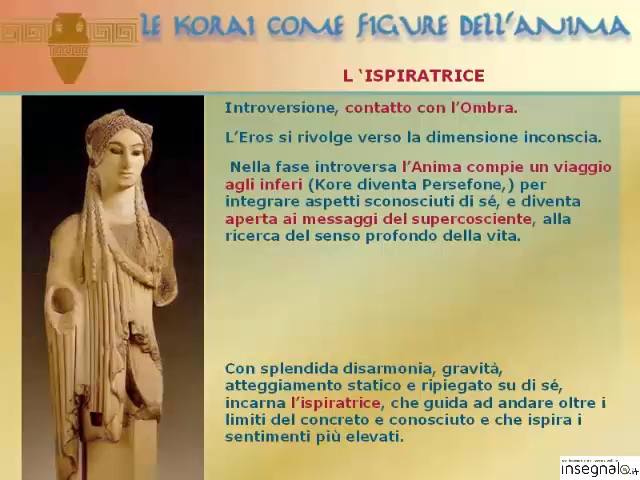 LE KORAI COME FIGURE DELL'ANIMA
L `ISPIRATRICE
Introversione, contatto con l'Ombra.
L'Eros si rivolge verso la dimensione inconscia.
Nella fase introversa l'Anima compie un viaggio
agli inferi (Kore diventa Persefone,) per
integrare aspetti sconosciuti di sé, e diventa
aperta ai messaggi del supercosciente, alla
ricerca del senso profondo della vita.
Con splendida disarmonia, gravità,
atteggiamento statico e ripiegato su di sé,
incarna l'ispiratrice, che guida ad andare oltre i
limiti del concreto e conosciuto e che ispira i
sentimenti più elevati.
insegnalo.it